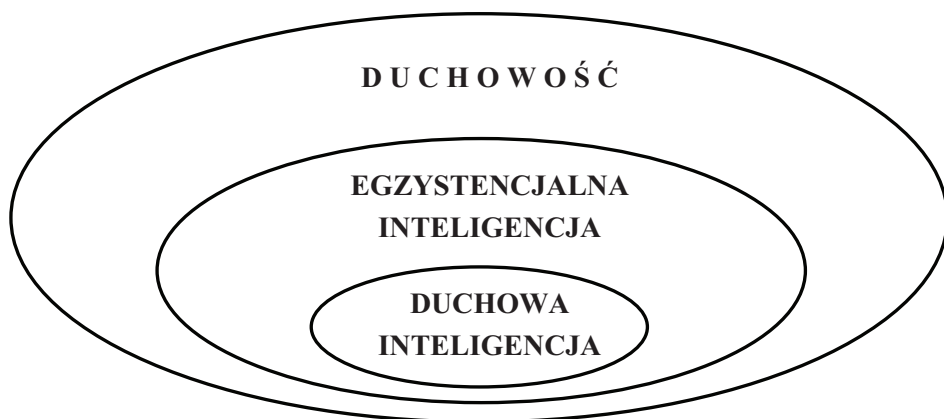 D U C H O W O Ś Ć
EGZYSTENCJALNA
INTELIGENCJA
DUCHOWA
INTELIGENCJA